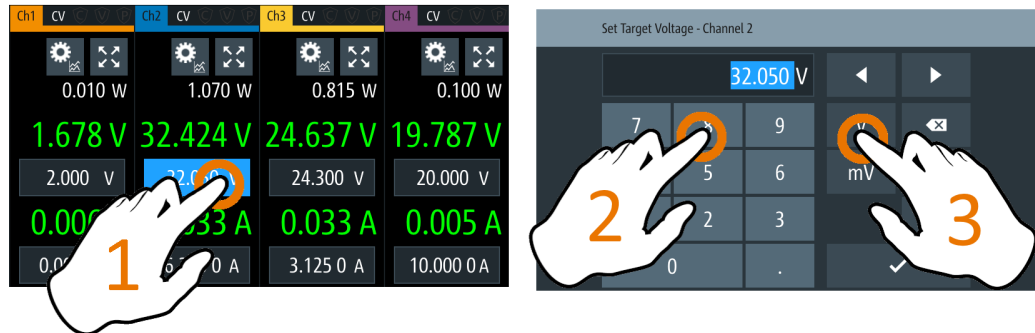 Ch1 CV C V P Ch2 CV C V P Ch3 CV C V P Ch4 CV C V P
0.010 W 1.070 W 0.815 W 0.100 W
1.678 V 32.424 V 24.637 V 19.787 V
2.000 V 24.300 V 20.000 V
0.033 A 0.005 A
3.125 0 A 10.000 0 A
1
Set Target Voltage - Channel 2
32.050 V
7 8 9
5 6 mV
2 3
0 .
2
3